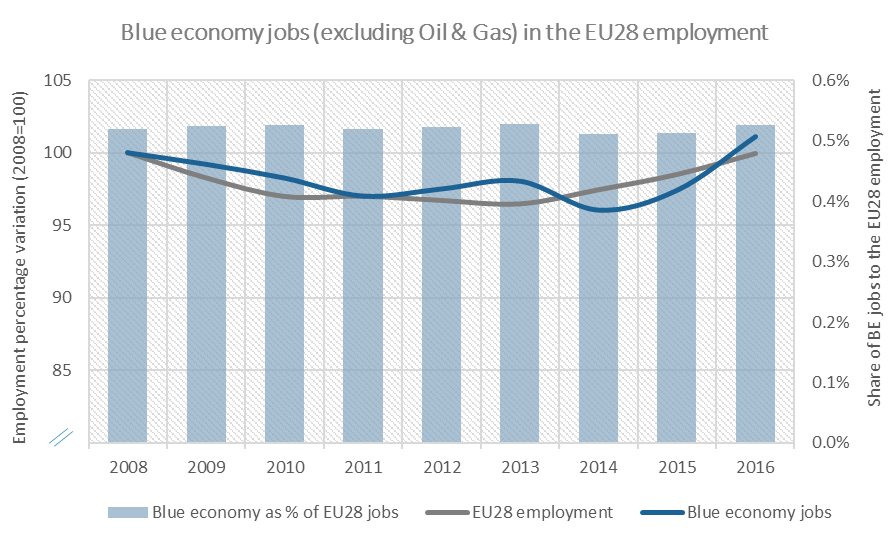 Blue economy jobs (excluding Oil & Gas) in the EU28 employment
Employment percentage variation (2008=100)
105
100
95
90
85
0.6%
0.5%
0.4%
0.3%
0.2%
0.1%
0.0%
Share of BE jobs to the EU28 employment
2008 2009 2010 2011 2012 2013 2014 2015 2016
Blue economy as % of EU28 jobs EU28 employment Blue economy jobs